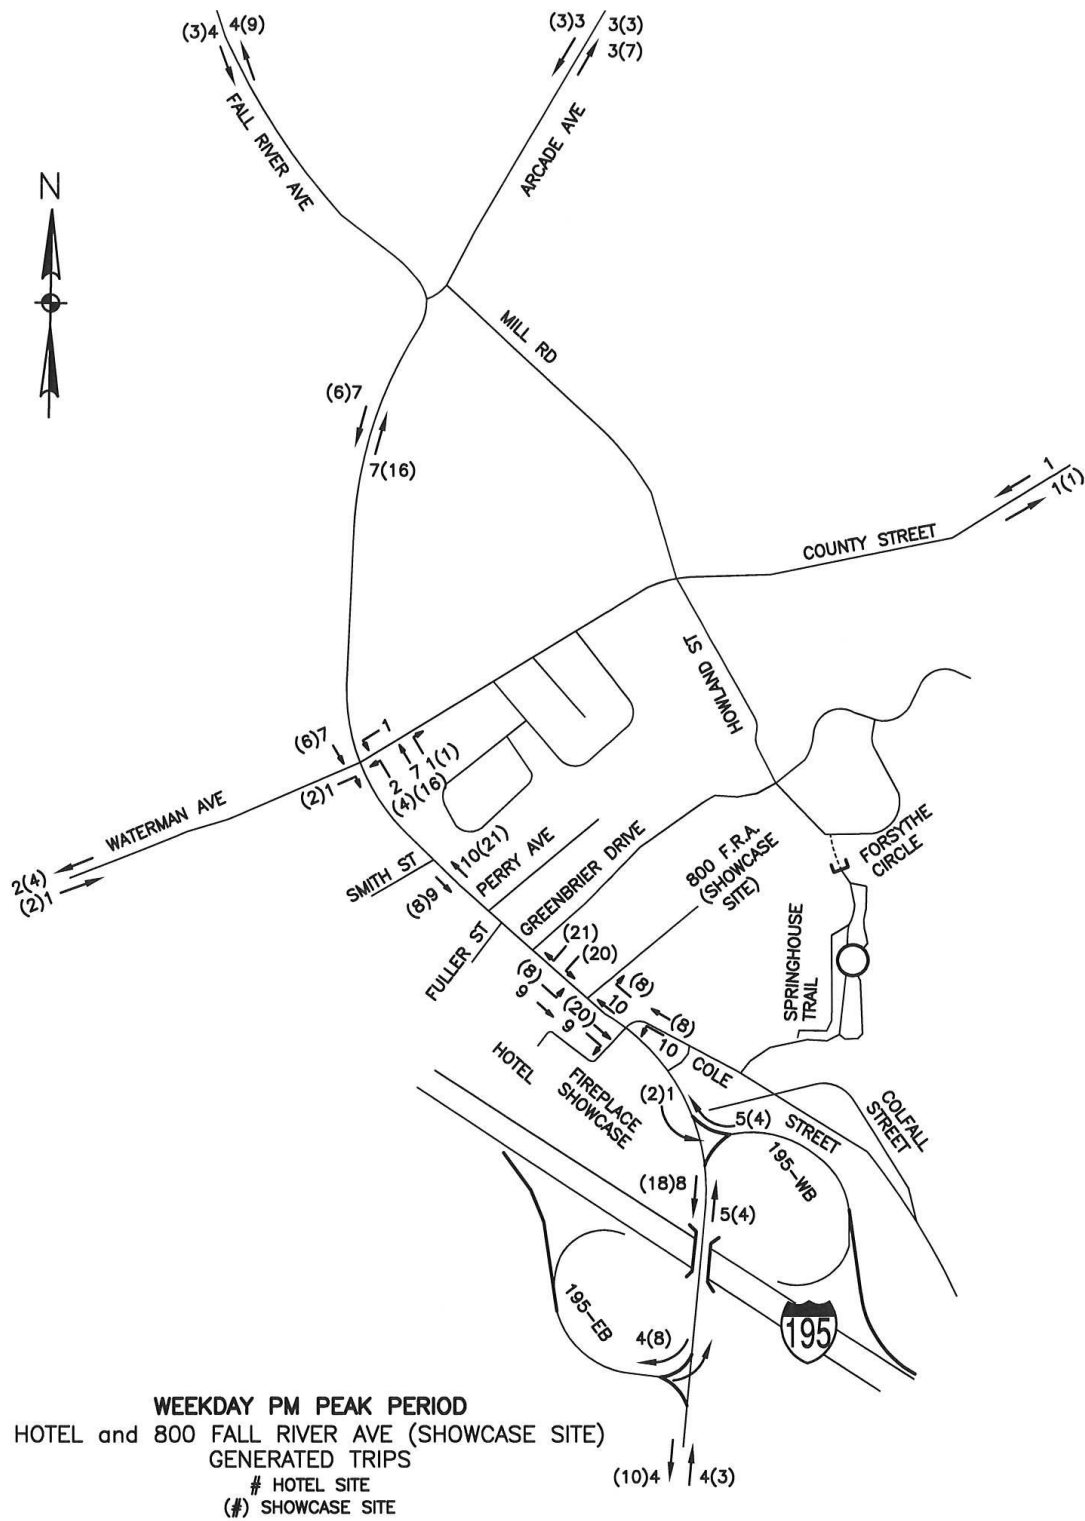 (3)4
4(9)
(3)3
3(3)
3(7)
FALL RIVER AVE
ARCADE AVE
N
MILL RD
(6)7
7(16)
1
1(1)
COUNTY STREET
HOWLAND ST
1
(6)7
7
1(1)
2
(4)(16)
(2)1
WATERMAN AVE
2(4)
(2)1
SMITH ST
10(21)
(8)9
PERRY AVE
GREENBRIER DRIVE
800 F.R.A.
(SHOWCASE
SITE)
FORSYTHE
CIRCLE
FULLER ST
(21)
(20)
SPRINGHOUSE
TRAIL
(8)
9
(20)
9
(8)
10
(8)
10
HOTEL
FIREPLACE
SHOWCASE
COLE
STREET
COLFALL
STREET
(2)1
5(4)
195-WB
(18)8
5(4)
195-EB
4(8)
195
WEEKDAY PM PEAK PERIOD
HOTEL and 800 FALL RIVER AVE (SHOWCASE SITE)
GENERATED TRIPS
# HOTEL SITE
(#) SHOWCASE SITE
(10)4
4(3)